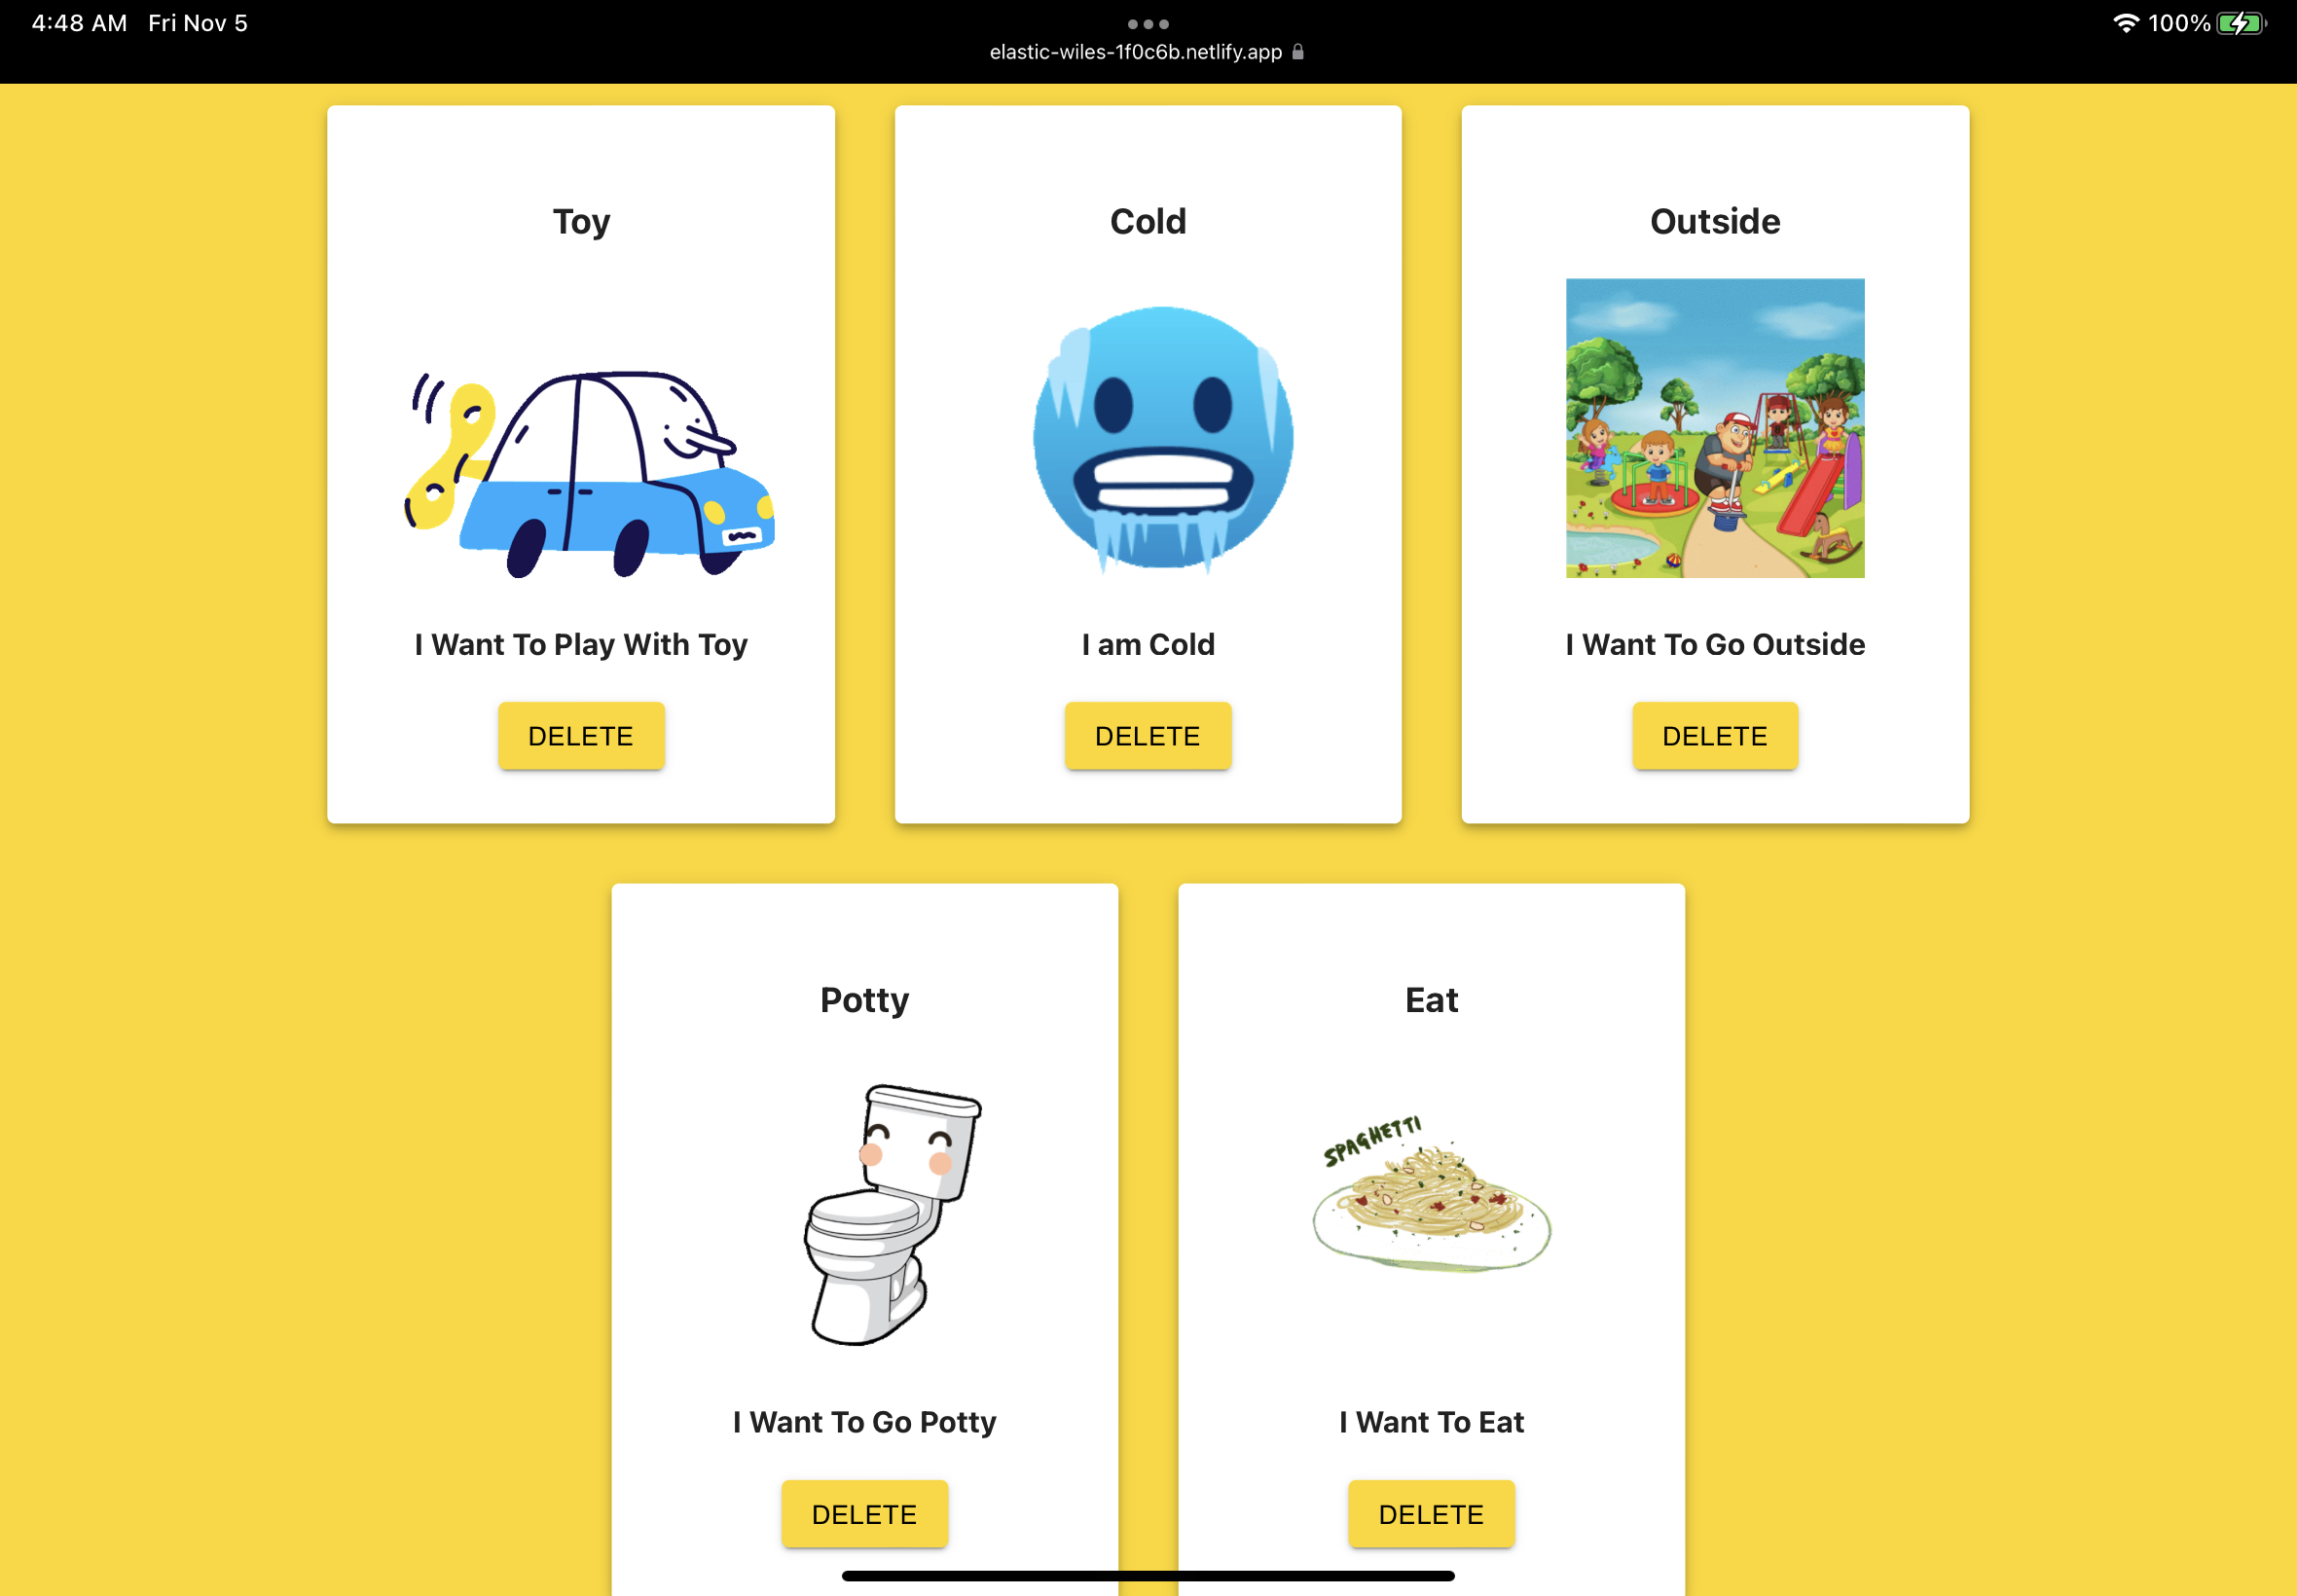 4:48 AM Fri Nov 5
100%
elastic-wiles-1f0c6b.netlify.app
Toy
Cold
Outside
I Want To Play With Toy
I am Cold
I Want To Go Outside
DELETE
DELETE
DELETE
Potty
Eat
SPAGHETTI
I Want To Go Potty
I Want To Eat
DELETE
DELETE